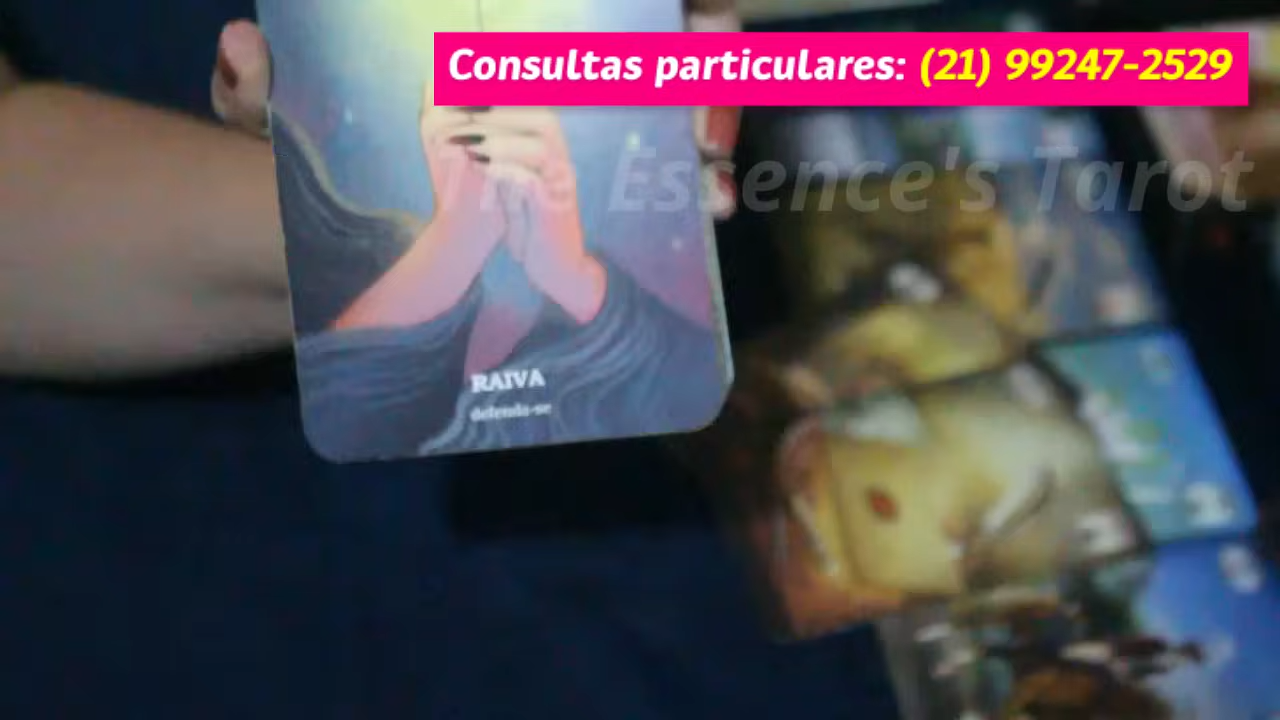 Consultas particulares: (21) 99247-2529
The Essence's Tarot
RAIVA
defenda-se